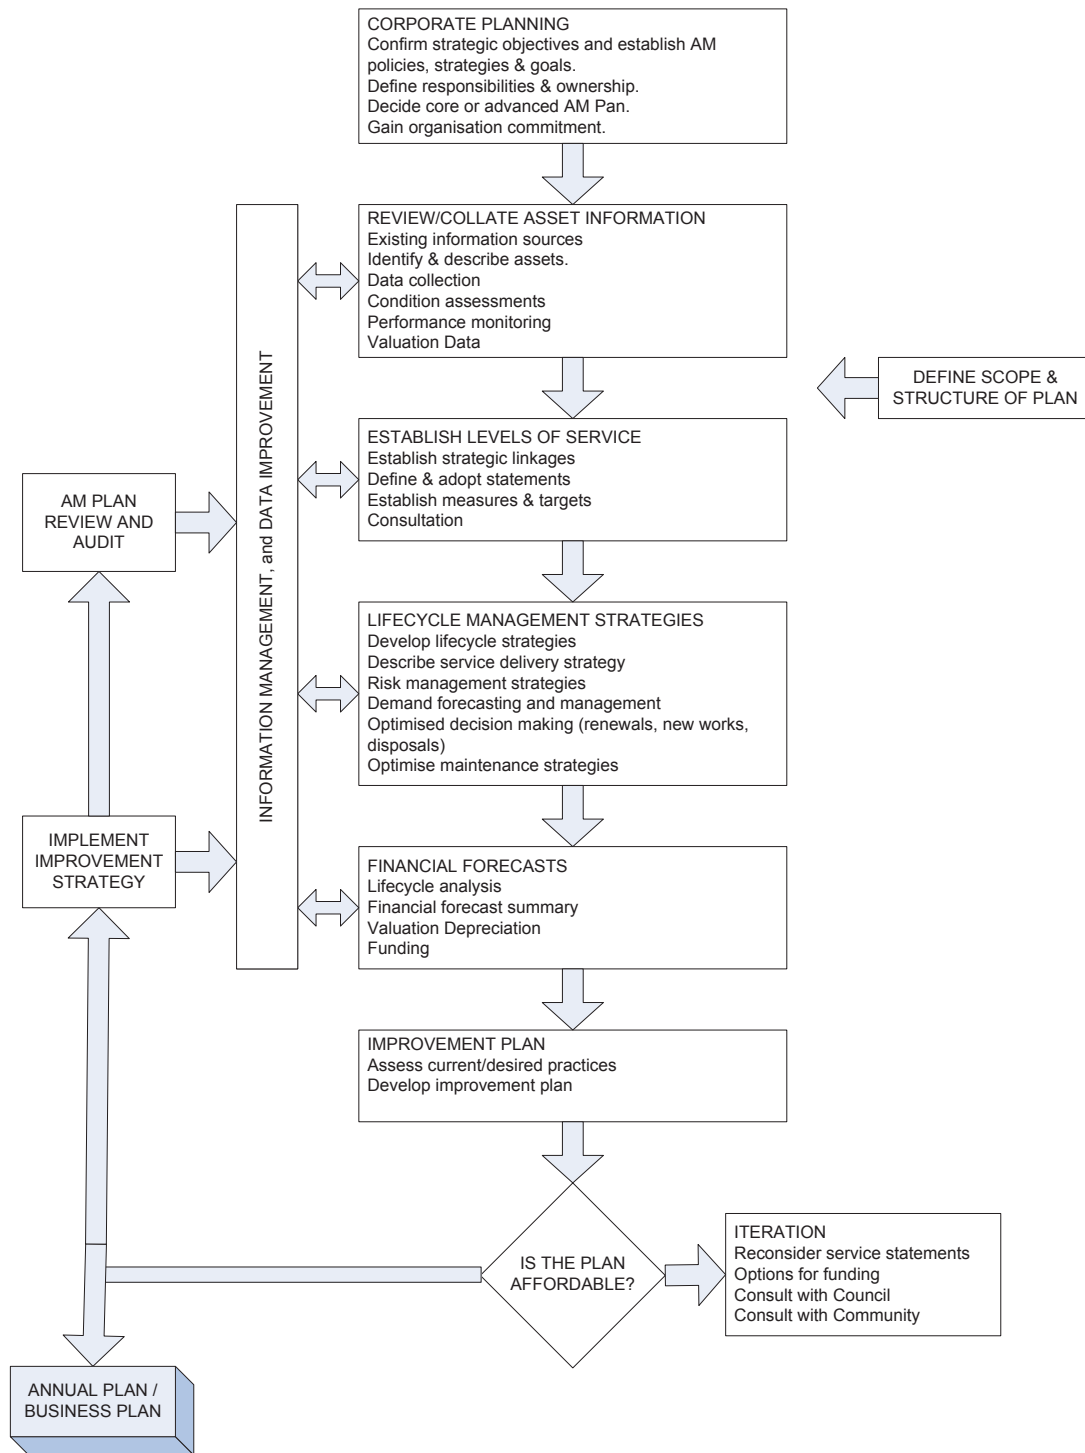 CORPORATE PLANNING
Confirm strategic objectives and establish AM
policies, strategies & goals.
Define responsibilities & ownership.
Decide core or advanced AM Pan.
Gain organisation commitment.
REVIEW/COLLATE ASSET INFORMATION
Existing information sources
Identify & describe assets.
Data collection
Condition assessments
Performance monitoring
Valuation Data
INFORMATION MANAGEMENT, and DATA IMPROVEMENT
DEFINE SCOPE &
STRUCTURE OF PLAN
ESTABLISH LEVELS OF SERVICE
Establish strategic linkages
Define & adopt statements
Establish measures & targets
Consultation
AM PLAN
REVIEW AND
AUDIT
LIFECYCLE MANAGEMENT STRATEGIES
Develop lifecycle strategies
Describe service delivery strategy
Risk management strategies
Demand forecasting and management
Optimised decision making (renewals, new works,
disposals)
Optimise maintenance strategies
IMPLEMENT
IMPROVEMENT
STRATEGY
FINANCIAL FORECASTS
Lifecycle analysis
Financial forecast summary
Valuation Depreciation
Funding
IMPROVEMENT PLAN
Assess current/desired practices
Develop improvement plan
IS THE PLAN
AFFORDABLE?
ITERATION
Reconsider service statements
Options for funding
Consult with Council
Consult with Community
ANNUAL PLAN /
BUSINESS PLAN